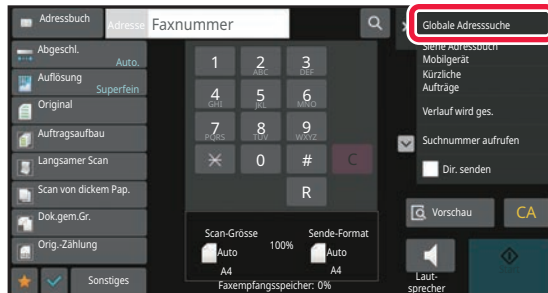 Adressbuch
Adresse
Faxnummer
Globale Adresssuche
Siehe Adressbuch
Mobilgerät
Kürzliche
Aufträge
Verlauf wird ges.
Suchnummer aufrufen
Dir. senden
Vorschau
CA
Abgeschl.
Auto.
Auflösung
Superfein
Original
Auftragsaufbau
Langsamer Scan
Scan von dickem Pap.
Dok.gem.Gr.
Orig.-Zählung
Sonstiges
1
2
ABC
3
DEF
4
GHI
5
JKL
6
MNO
7
PQRS
8
9
WXYZ
0
#
C
R
Scan-Grösse
Auto
A4
100%
Sende-Format
Auto
A4
Faxempfangsspeicher: 0%
Laut-
sprecher